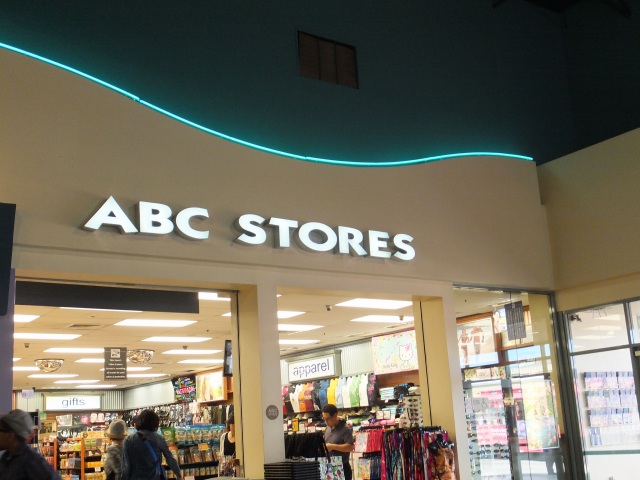 ABC STORES
apparel
gifts